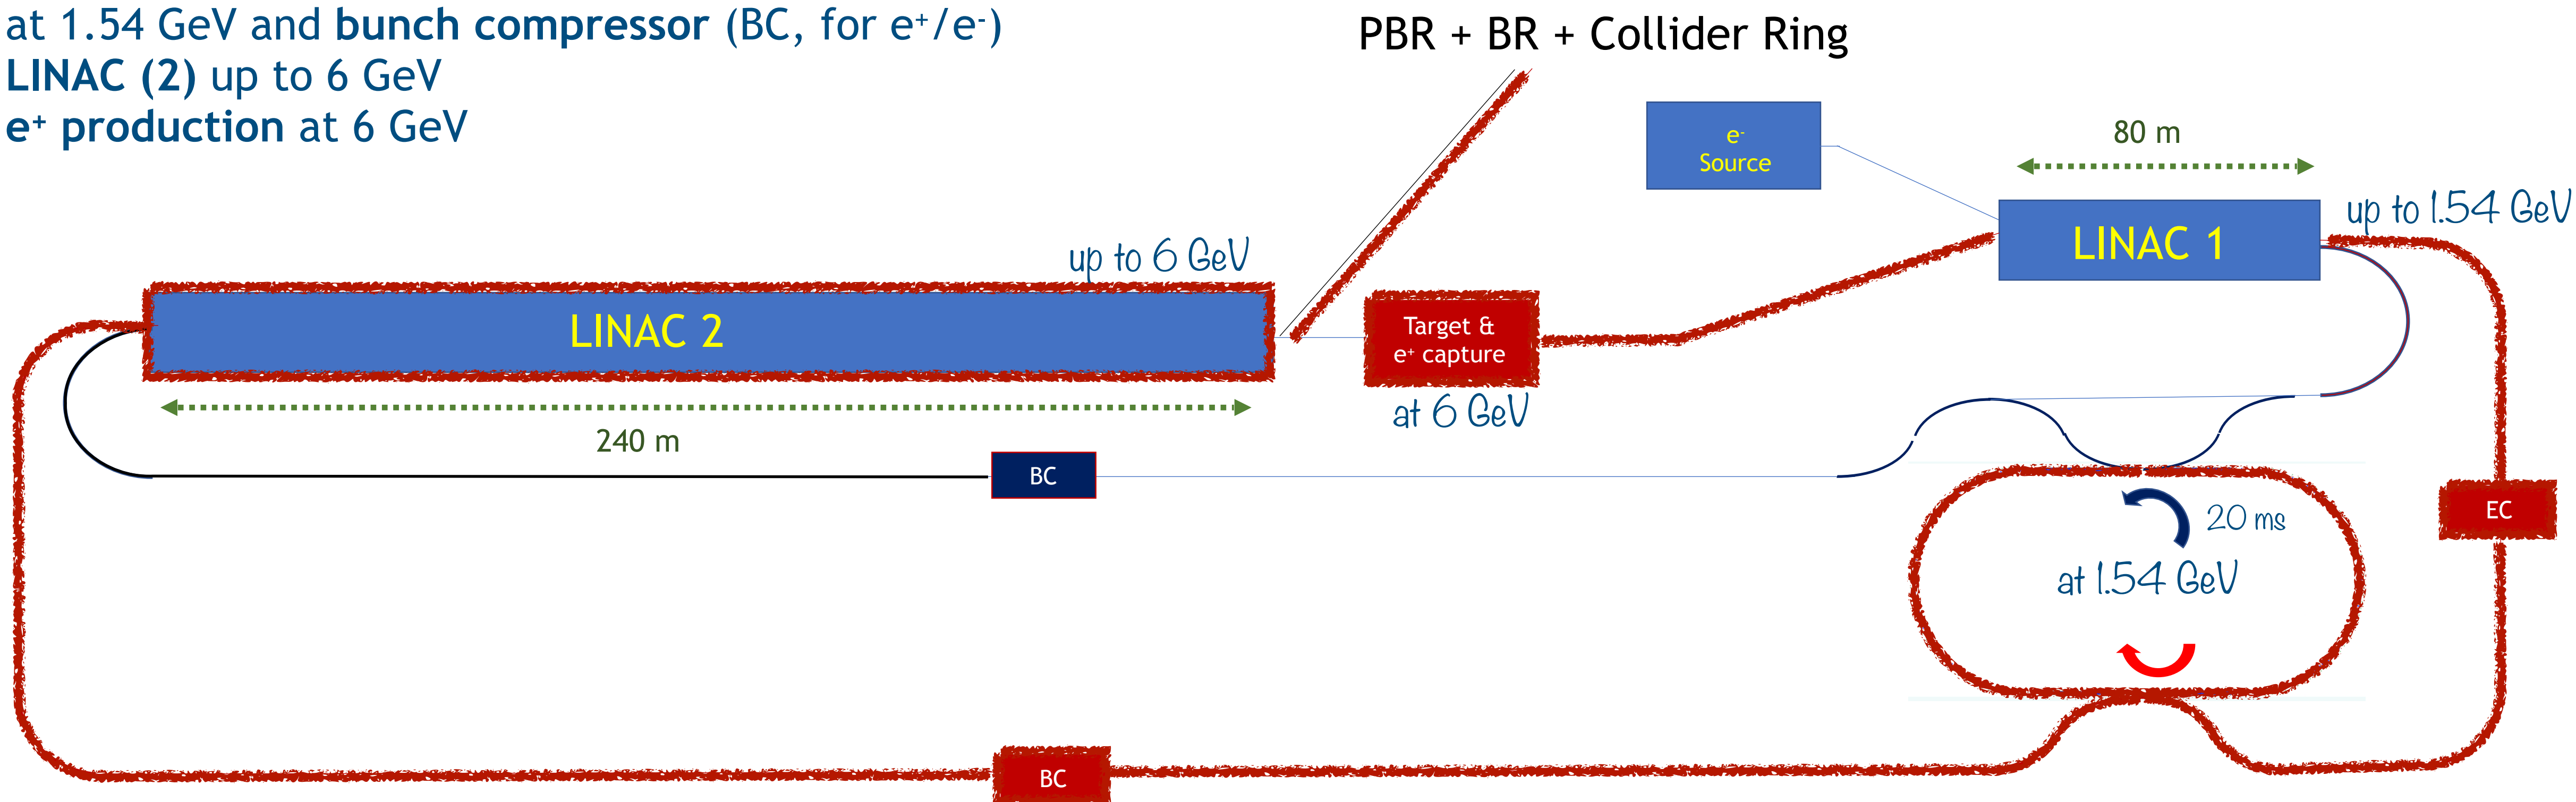 at 1.54 GeV and bunch compressor (BC, for e⁺/e⁻)
LINAC (2) up to 6 GeV
e⁺ production at 6 GeV
PBR + BR + Collider Ring
e⁻
Source
80 m
up to 1.54 GeV
LINAC 1
up to 6 GeV
LINAC 2
Target &
e⁺ capture
at 6 GeV
240 m
BC
20 ms
EC
at 1.54 GeV
BC